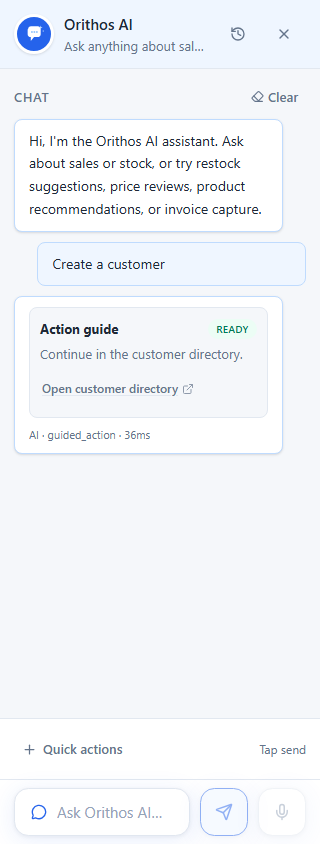 Orithos AI
Ask anything about sal...
CHAT
Clear
Hi, I'm the Orithos AI assistant. Ask
about sales or stock, or try restock
suggestions, price reviews, product
recommendations, or invoice capture.
Create a customer
Action guide
READY
Continue in the customer directory.
Open customer directory
AI · guided_action · 36ms
Quick actions
Tap send
Ask Orithos AI...